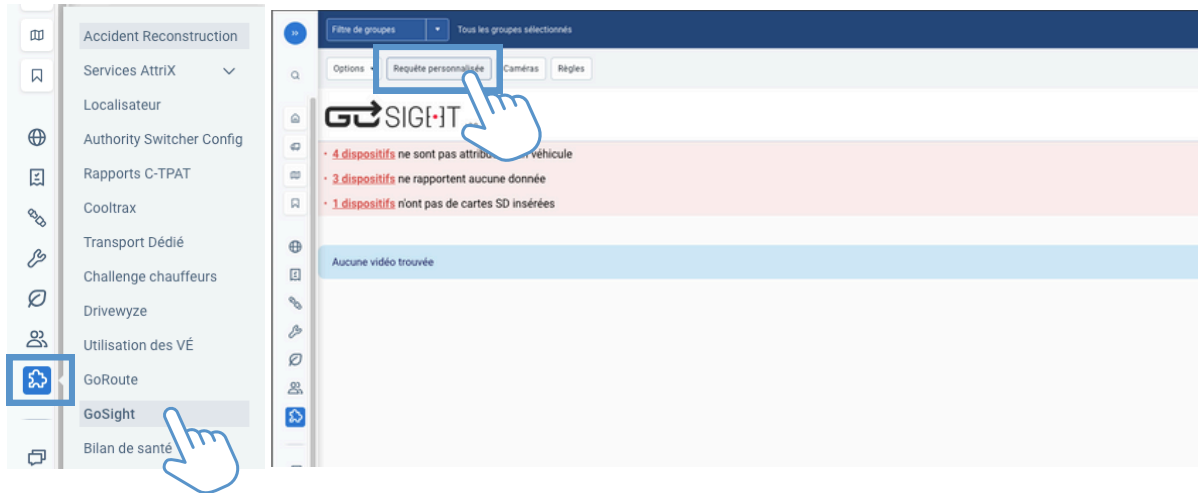 Accident Reconstruction
Services AttriX
Localisateur
Authority Switcher Config
Rapports C-TPAT
Cooltrax
Transport Dédié
Challenge chauffeurs
Drivewyze
Utilisation des VÉ
GoRoute
GoSight
Bilan de santé
Filtre de groupes
Tous les groupes sélectionnés
Options
Requête personnalisée
Caméras
Règles
GO SIGHT
• 4 dispositifs ne sont pas véhicule
• 3 dispositifs ne rapportent aucune donnée
• 1 dispositifs n'ont pas de cartes SD insérées
Aucune vidéo trouvée